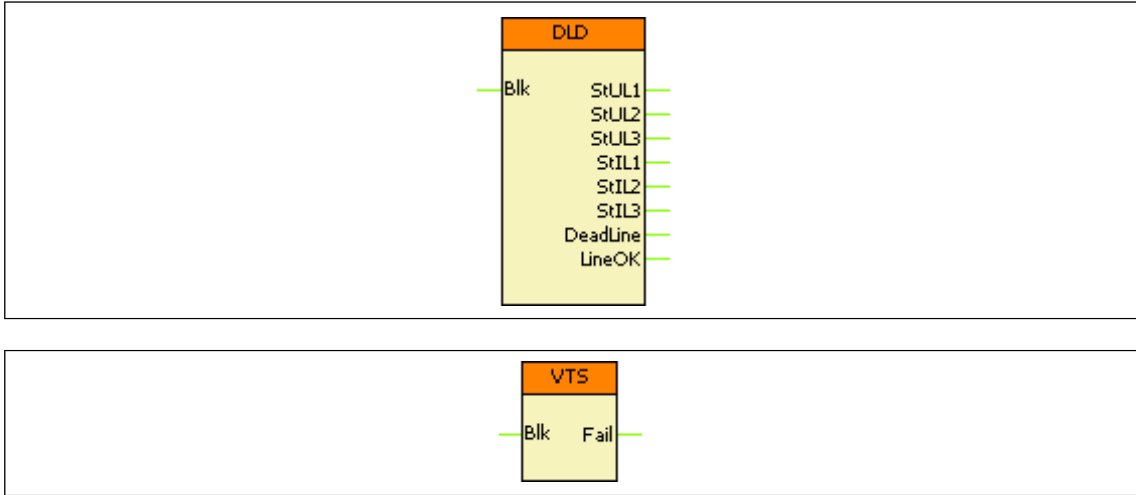 DLD
Blk StUL1
StUL2
StUL3
StIL1
StIL2
StIL3
DeadLine
LineOK
VTS
Blk Fail